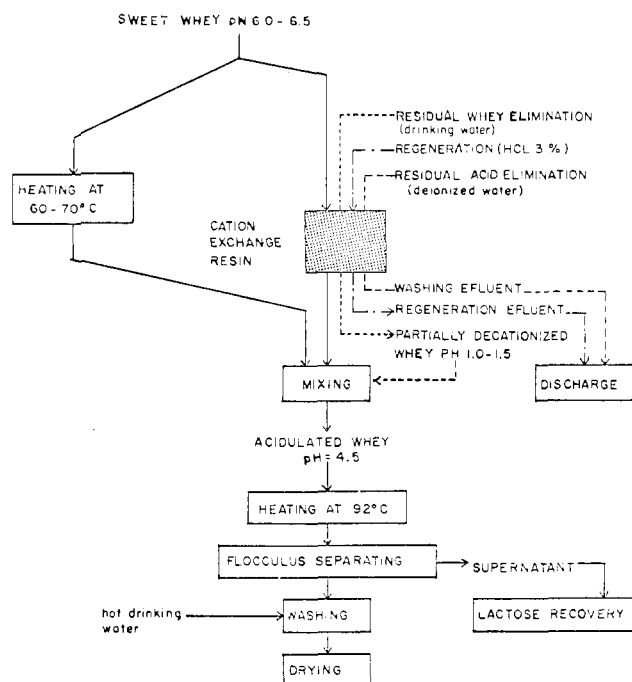 SWEET WHEY pH 6.0 - 6.5
RESIDUAL WHEY ELIMINATION
(drinking water)
REGENERATION (HCL 3 %)
RESIDUAL ACID ELIMINATION
(deionized water)
HEATING AT
60 - 70°C
CATION
EXCHANGE
RESIN
WASHING EFLUENT
REGENERATION EFLUENT
PARTIALLY DECATIONIZED
WHEY PH 1.0-1.5
MIXING
DISCHARGE
ACIDULATED WHEY
pH = 4.5
HEATING AT 92°C
FLOCCULUS SEPARATING
SUPERNATANT
hot drinking
water
WASHING
LACTOSE RECOVERY
DRYING